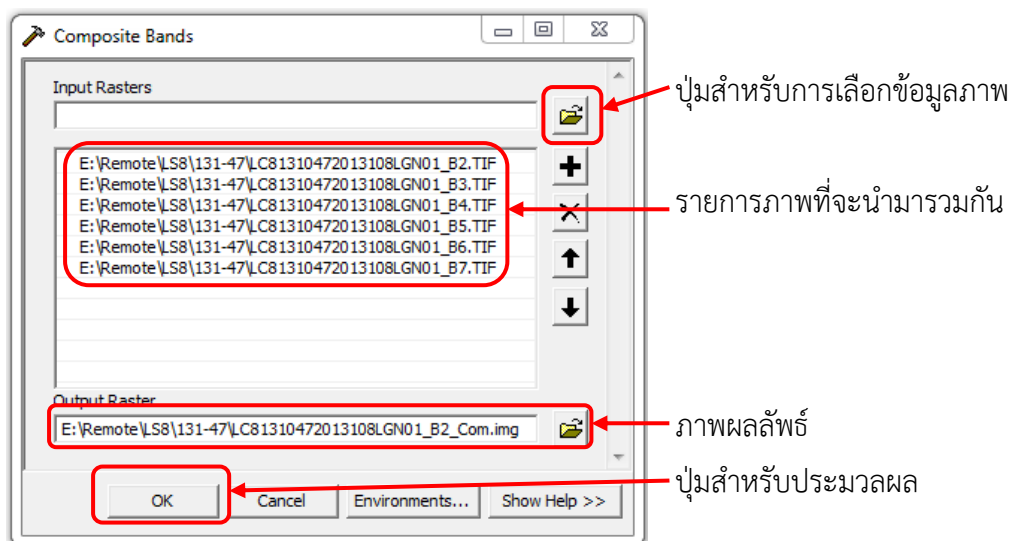 Composite Bands
Input Rasters
ปุ่มสำหรับการเลือกข้อมูลภาพ
E:\Remote\LS8\131-47\LC81310472013108LGN01_B2.TIF
E:\Remote\LS8\131-47\LC81310472013108LGN01_B3.TIF
E:\Remote\LS8\131-47\LC81310472013108LGN01_B4.TIF
E:\Remote\LS8\131-47\LC81310472013108LGN01_B5.TIF
E:\Remote\LS8\131-47\LC81310472013108LGN01_B6.TIF
E:\Remote\LS8\131-47\LC81310472013108LGN01_B7.TIF
รายการภาพที่จะนำมารวมกัน
Output Raster
E:\Remote\LS8\131-47\LC81310472013108LGN01_B2_Com.img
ภาพผลลัพธ์
ปุ่มสำหรับประมวลผล
OK Cancel Environments... Show Help >>